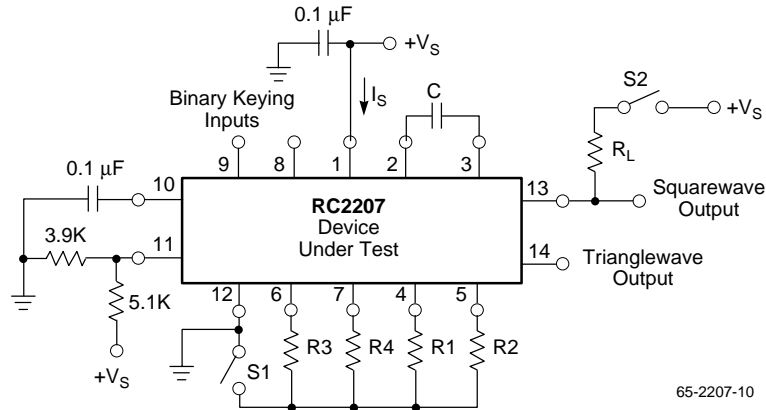 0.1 µF
+VS
IS
C
S2
+VS
Binary Keying
Inputs
RL
9 8 1 2 3
0.1 µF
10
13
Squarewave
Output
RC2207
Device
Under Test
3.9K
11
14
Trianglewave
Output
12 6 7 4 5
5.1K
S1
R3
R4
R1
R2
+VS
65-2207-10